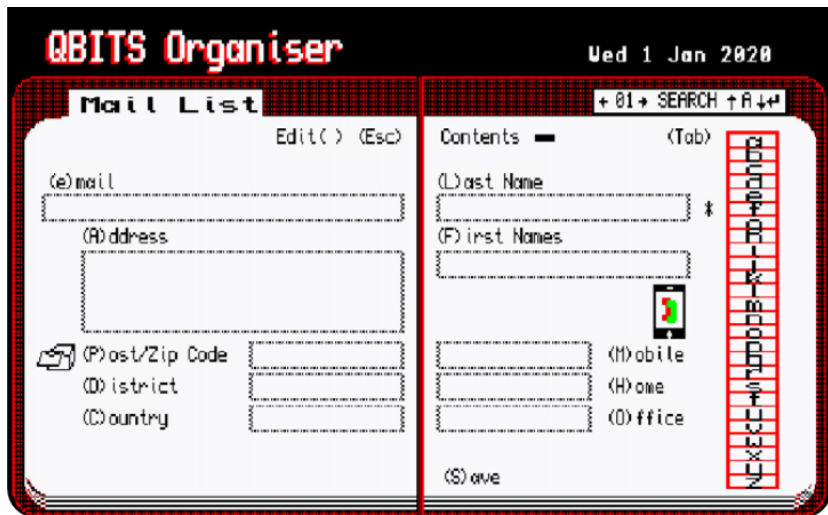 QBITS Organiser
Wed 1 Jan 2020
Mail List
← 01→ SEARCH ↑A↓↵
Edit( ) (Esc)
Contents
(Tab)
(e)mail
(L)ast Name
*
(A)ddress
(F)irst Names
(P)ost/Zip Code
(M)obile
(D)istrict
(H)ome
(C)ountry
(O)ffice
(S)ave
a
b
c
d
e
f
g
h
i
j
k
l
m
n
o
p
q
r
s
t
u
v
w
x
y
z